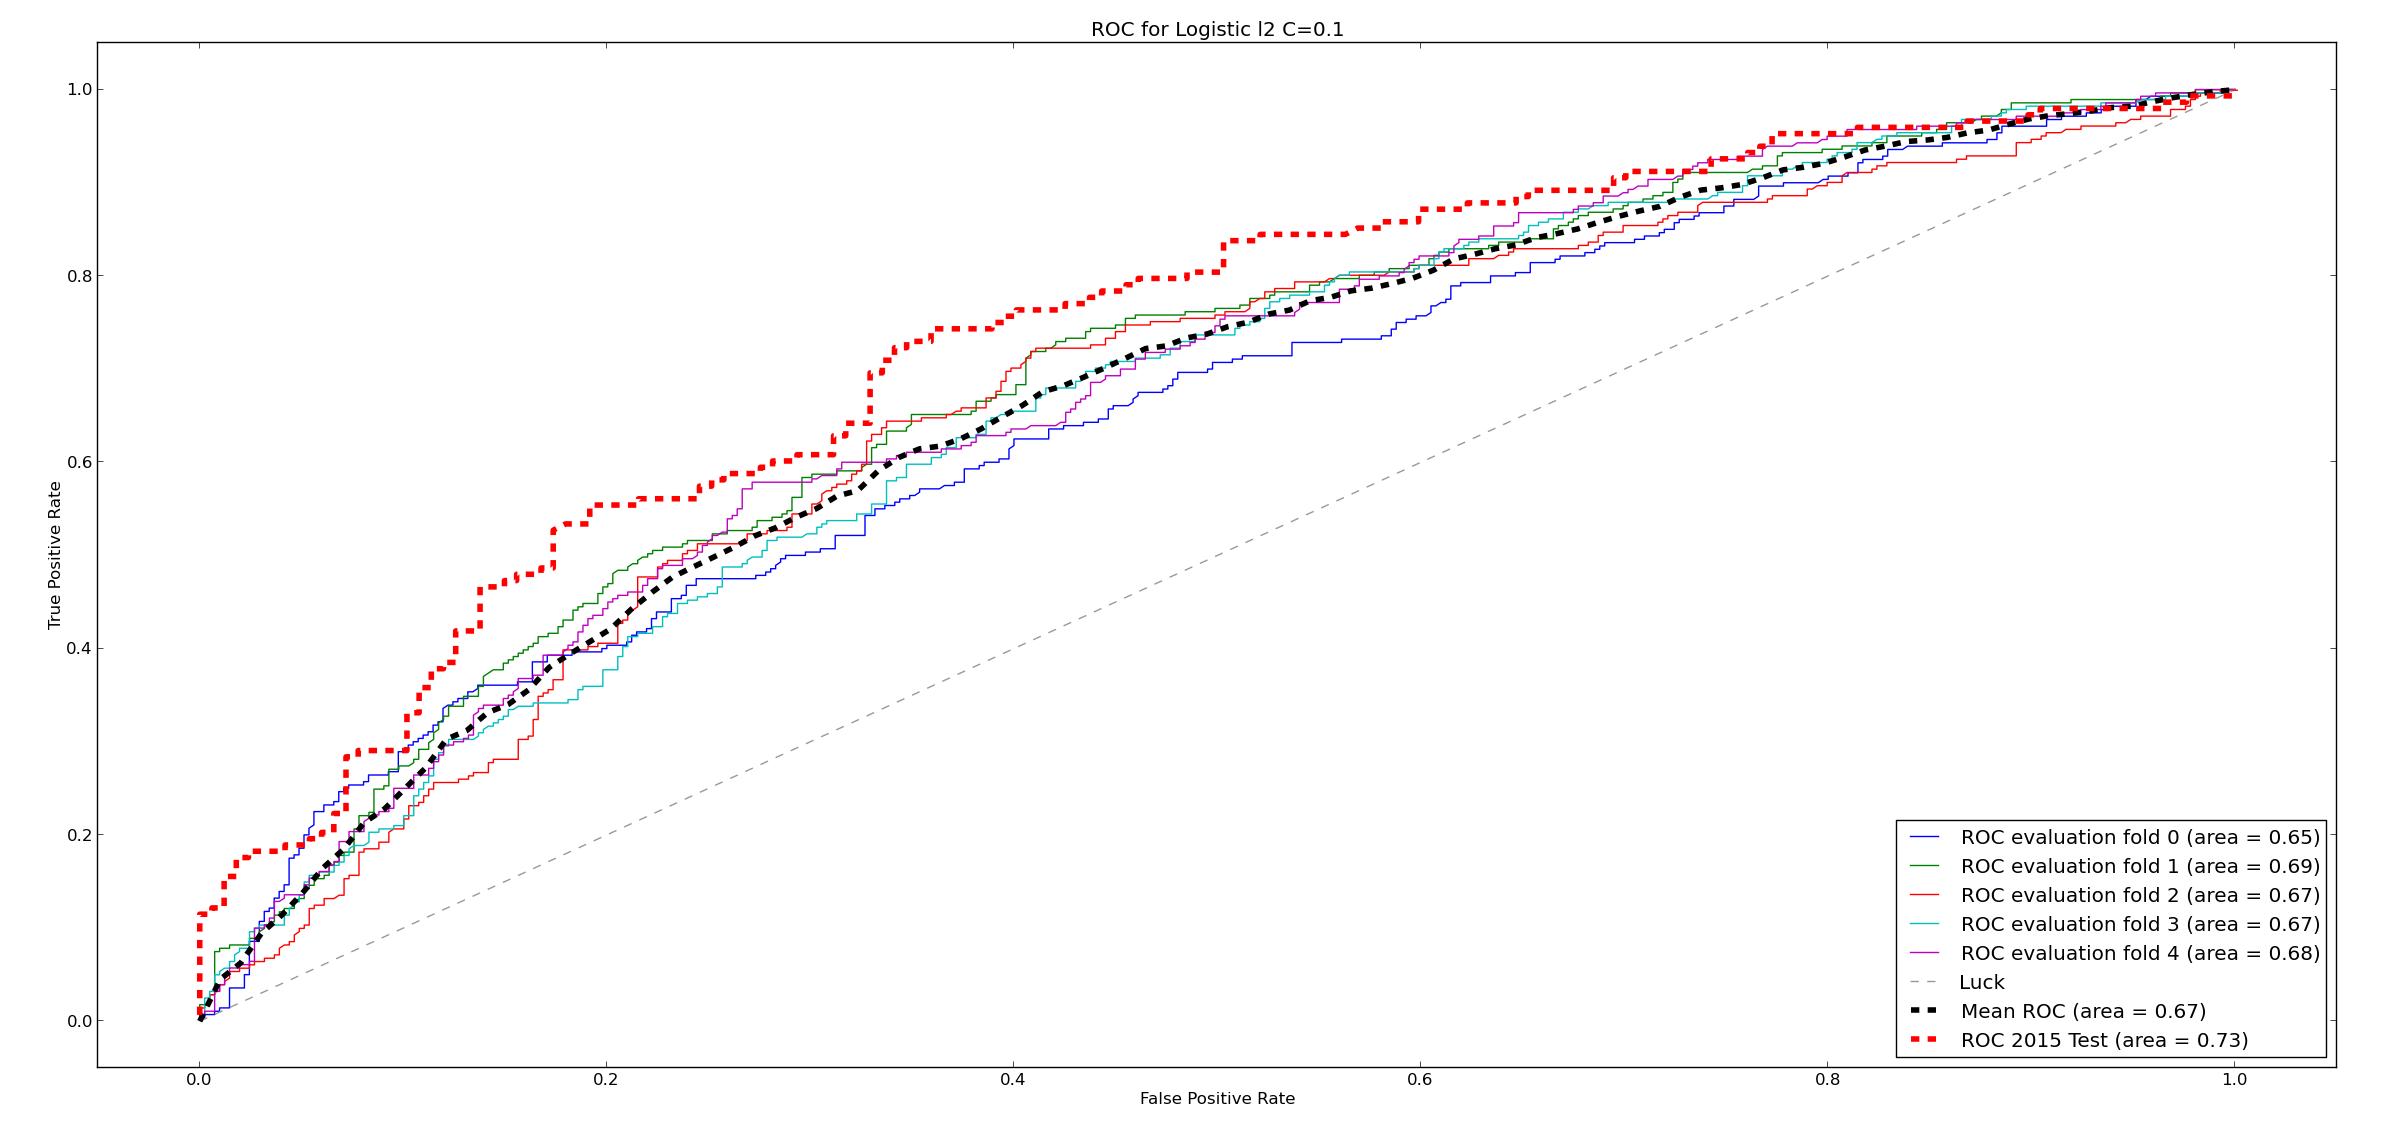 ROC for Logistic l2 C=0.1
1.0
0.8
0.6
0.4
0.2
0.0
True Positive Rate
0.0 0.2 0.4 0.6 0.8 1.0
False Positive Rate
ROC evaluation fold 0 (area = 0.65)
ROC evaluation fold 1 (area = 0.69)
ROC evaluation fold 2 (area = 0.67)
ROC evaluation fold 3 (area = 0.67)
ROC evaluation fold 4 (area = 0.68)
Luck
Mean ROC (area = 0.67)
ROC 2015 Test (area = 0.73)